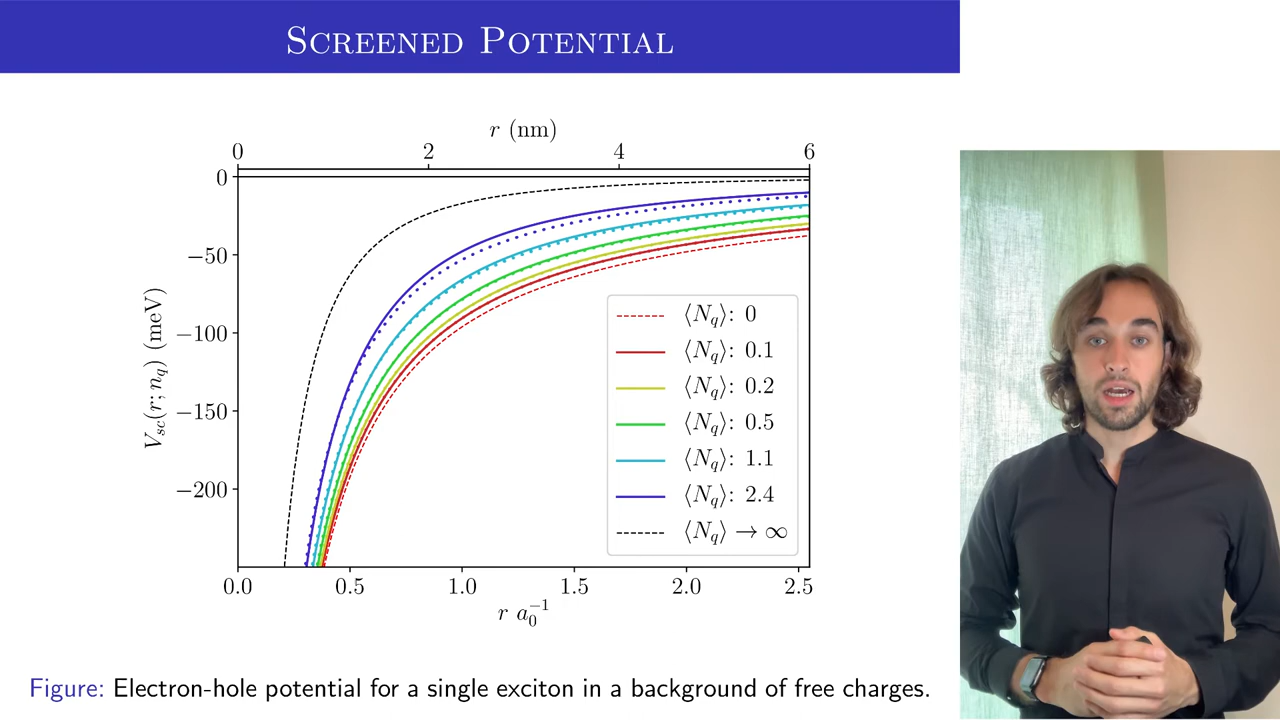 SCREENED POTENTIAL
r (nm)
0 2 4 6
0
−50
−100
−150
−200
V_{sc}(r; n_q) (meV)
⟨N_q⟩: 0
⟨N_q⟩: 0.1
⟨N_q⟩: 0.2
⟨N_q⟩: 0.5
⟨N_q⟩: 1.1
⟨N_q⟩: 2.4
⟨N_q⟩ → ∞
0.0 0.5 1.0 1.5 2.0 2.5
r a_0^{−1}
Figure: Electron-hole potential for a single exciton in a background of free charges.